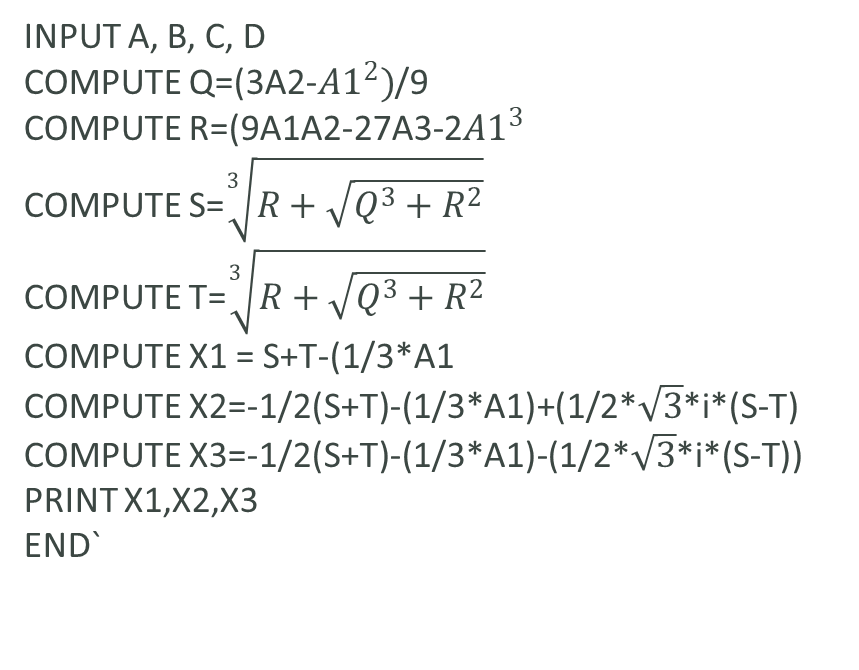 INPUT A, B, C, D
COMPUTE Q=(3A2-A1²)/9
COMPUTE R=(9A1A2-27A3-2A1³
COMPUTE S=∛(R + √(Q³ + R²))
COMPUTE T=∛(R + √(Q³ + R²))
COMPUTE X1 = S+T-(1/3*A1
COMPUTE X2=-1/2(S+T)-(1/3*A1)+(1/2*√3*i*(S-T)
COMPUTE X3=-1/2(S+T)-(1/3*A1)-(1/2*√3*i*(S-T))
PRINT X1,X2,X3
END`